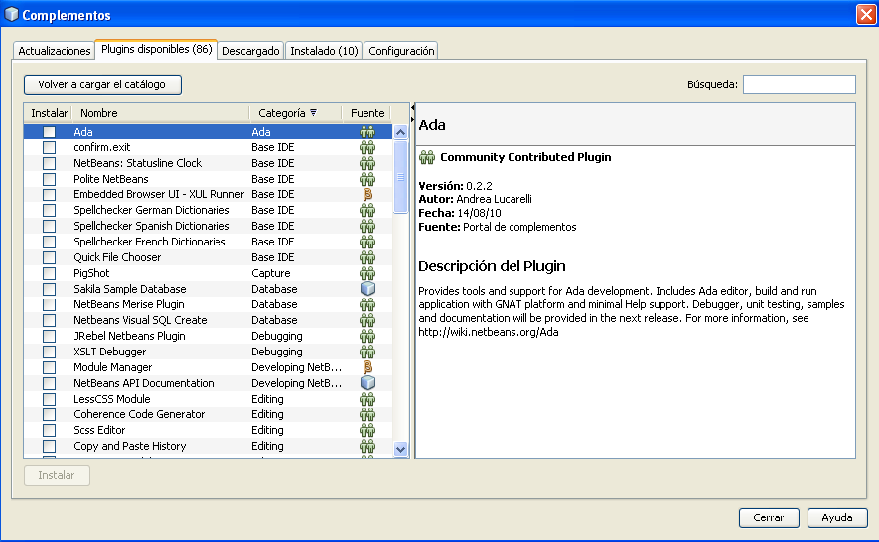 Complementos
Actualizaciones Plugins disponibles (86) Descargado Instalado (10) Configuración
Volver a cargar el catálogo
Búsqueda:
Instalar Nombre Categoría Fuente
Ada Ada
confirm.exit Base IDE
NetBeans: Statusline Clock Base IDE
Polite NetBeans Base IDE
Embedded Browser UI - XUL Runner Base IDE
Spellchecker German Dictionaries Base IDE
Spellchecker Spanish Dictionaries Base IDE
Spellchecker French Dictionaries Base IDE
Quick File Chooser Base IDE
PigShot Capture
Sakila Sample Database Database
NetBeans Merise Plugin Database
Netbeans Visual SQL Create Database
JRebel Netbeans Plugin Debugging
XSLT Debugger Debugging
Module Manager Developing NetB...
NetBeans API Documentation Developing NetB...
LessCSS Module Editing
Coherence Code Generator Editing
Scss Editor Editing
Copy and Paste History Editing
Ada
Community Contributed Plugin
Versión: 0.2.2
Autor: Andrea Lucarelli
Fecha: 14/08/10
Fuente: Portal de complementos
Descripción del Plugin
Provides tools and support for Ada development. Includes Ada editor, build and run
application with GNAT platform and minimal Help support. Debugger, unit testing, samples
and documentation will be provided in the next release. For more information, see
http://wiki.netbeans.org/Ada
Instalar
Cerrar Ayuda